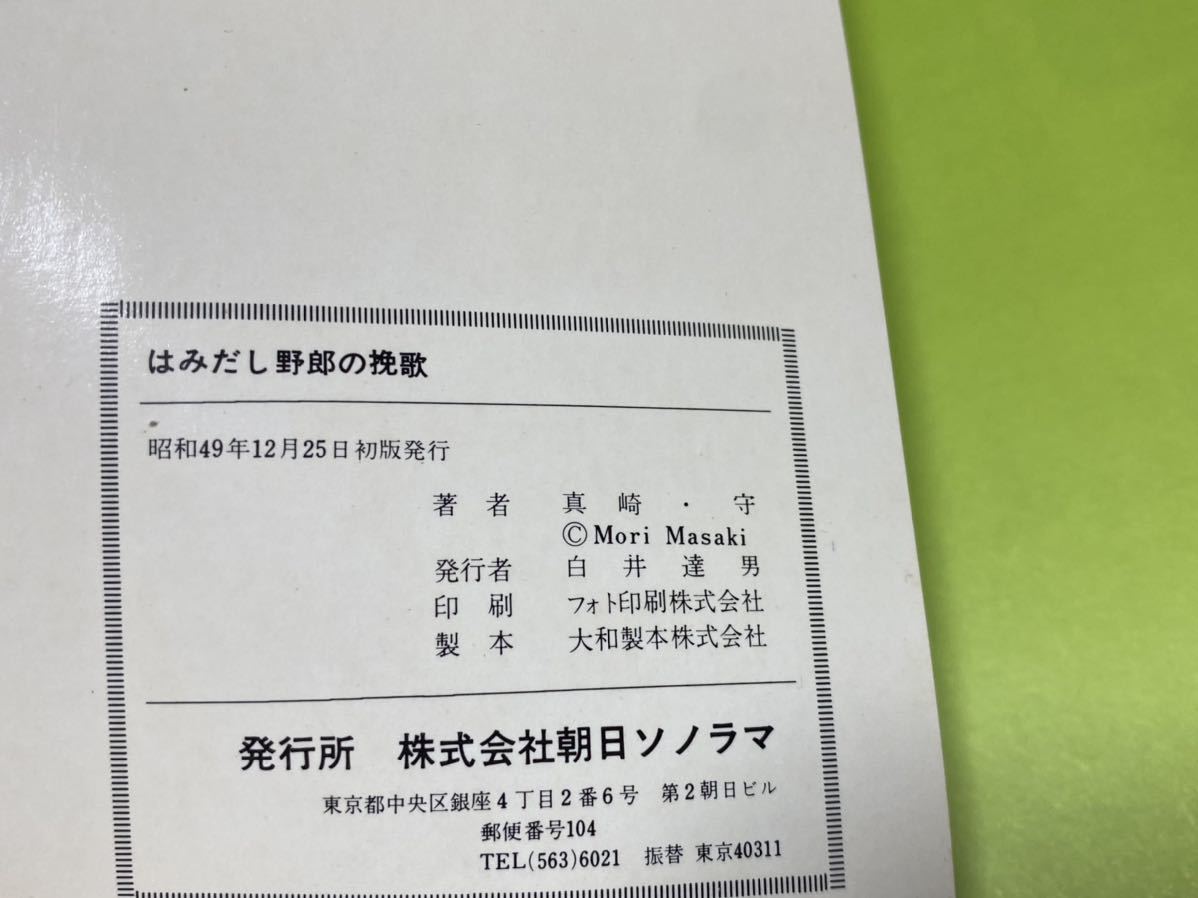 はみだし野郎の挽歌
昭和49年12月25日初版発行
著者 真崎・守
©Mori Masaki
発行者 白井達男
印刷 フォト印刷株式会社
製本 大和製本株式会社
発行所 株式会社朝日ソノラマ
東京都中央区銀座4丁目2番6号 第2朝日ビル
郵便番号104
TEL(563)6021 振替 東京40311